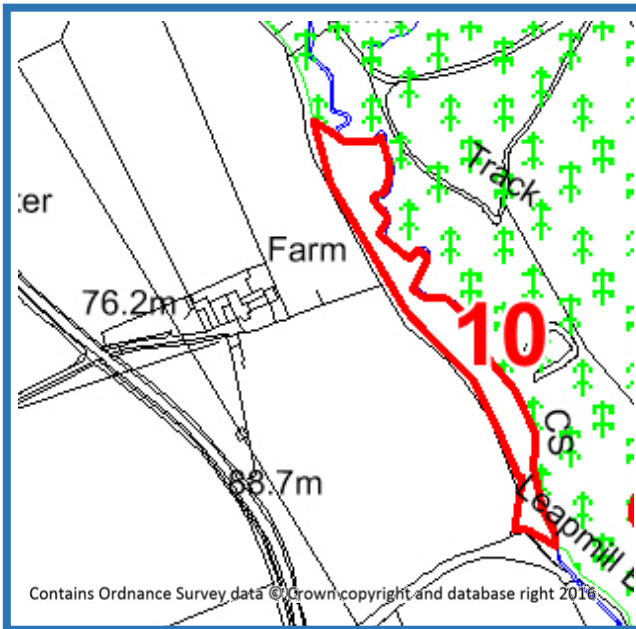 Track
ter
Farm
76.2m
10
CS
88.7m
Leapmill B
Contains Ordnance Survey data © Crown copyright and database right 2016